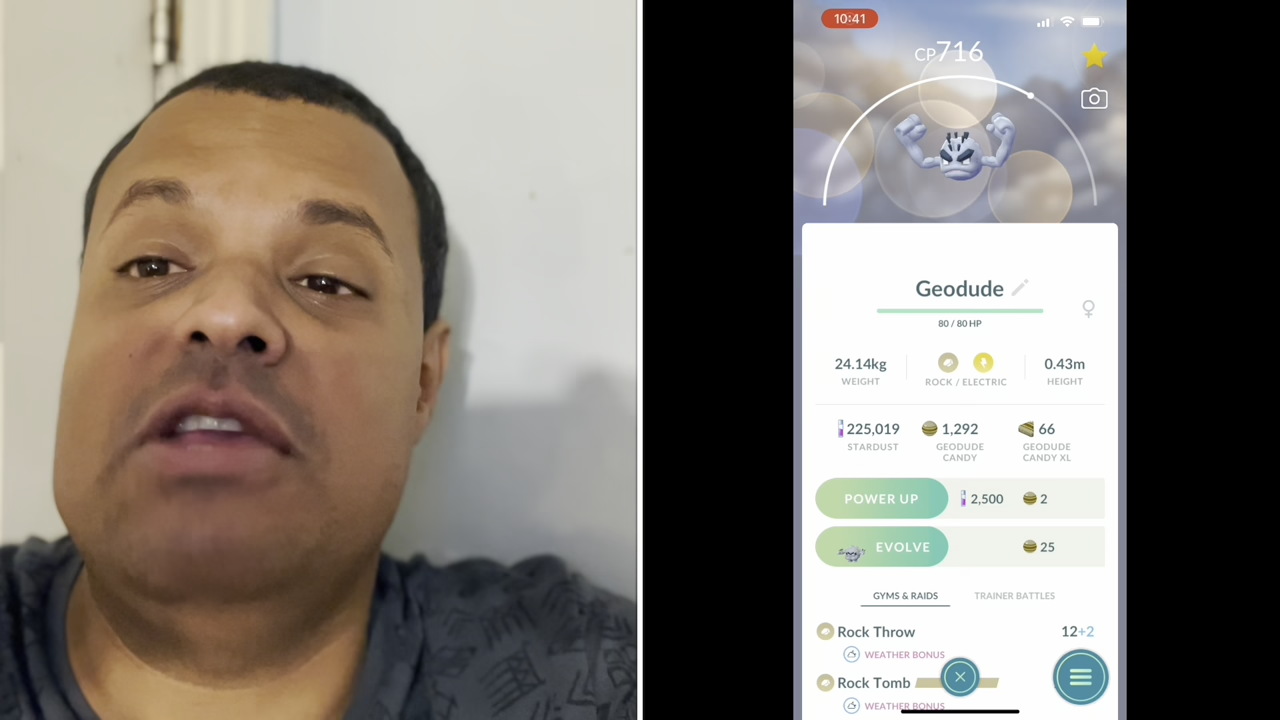 10:41
CP716
Geodude
80 / 80 HP
24.14kg
WEIGHT
ROCK / ELECTRIC
0.43m
HEIGHT
225,019
STARDUST
1,292
GEODUDE
CANDY
66
GEODUDE
CANDY XL
POWER UP 2,500 2
EVOLVE 25
GYMS & RAIDS TRAINER BATTLES
Rock Throw 12+2
WEATHER BONUS
Rock Tomb
WEATHER BONUS